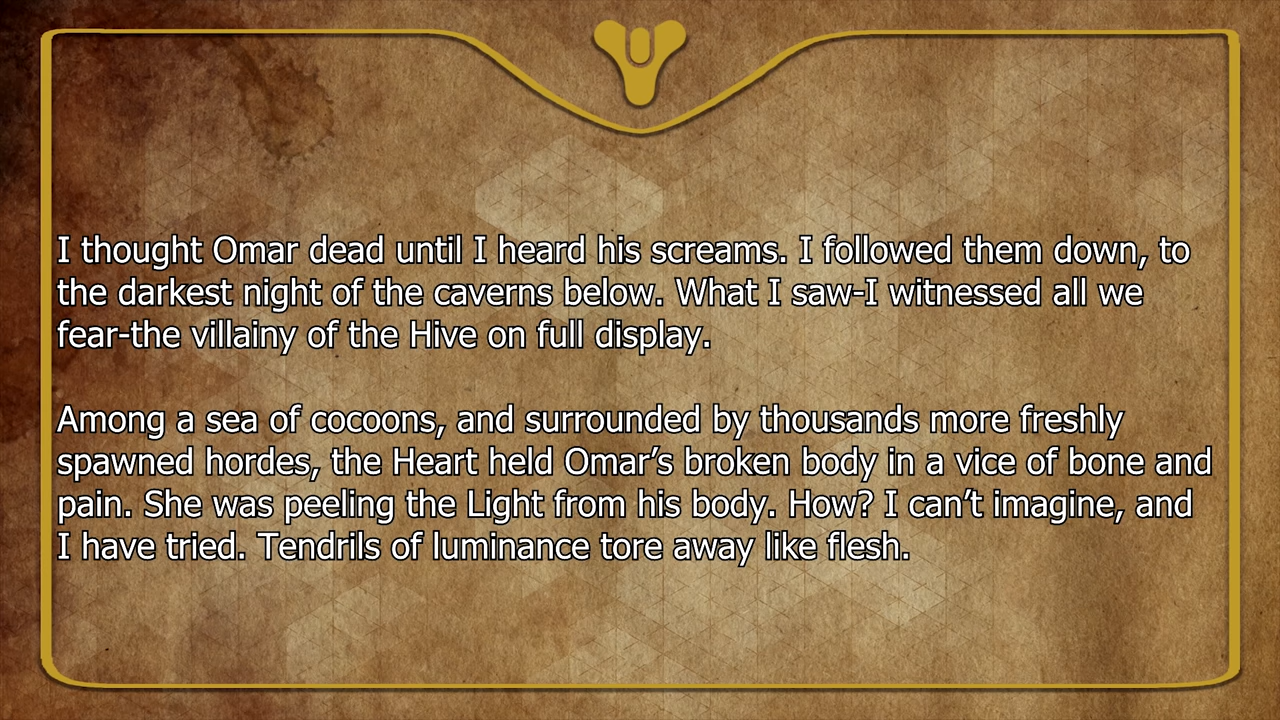 I thought Omar dead until I heard his screams. I followed them down, to
the darkest night of the caverns below. What I saw-I witnessed all we
fear-the villainy of the Hive on full display.
Among a sea of cocoons, and surrounded by thousands more freshly
spawned hordes, the Heart held Omar’s broken body in a vice of bone and
pain. She was peeling the Light from his body. How? I can’t imagine, and
I have tried. Tendrils of luminance tore away like flesh.